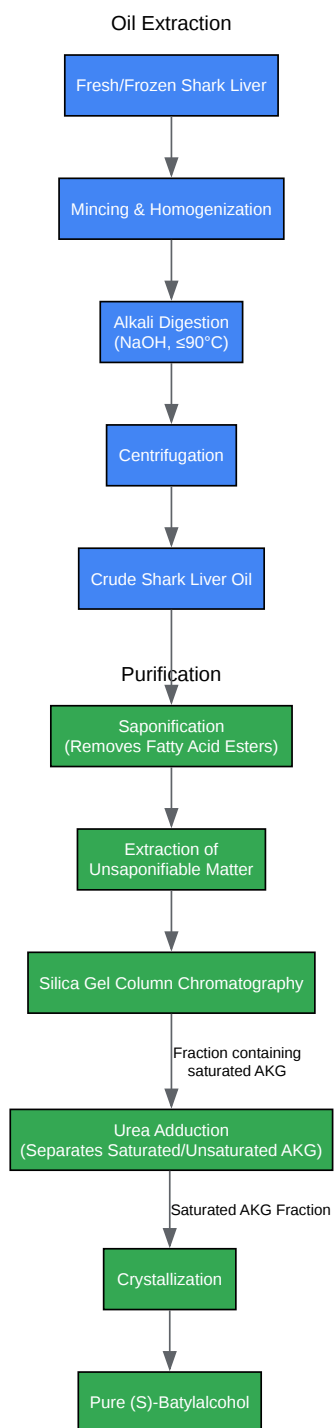 Oil Extraction
Fresh/Frozen Shark Liver
Mincing & Homogenization
Alkali Digestion
(NaOH, ≤90°C)
Centrifugation
Crude Shark Liver Oil
Purification
Saponification
(Removes Fatty Acid Esters)
Extraction of
Unsaponifiable Matter
Silica Gel Column Chromatography
Fraction containing
saturated AKG
Urea Adduction
(Separates Saturated/Unsaturated AKG)
Saturated AKG Fraction
Crystallization
Pure (S)-Batylalcohol